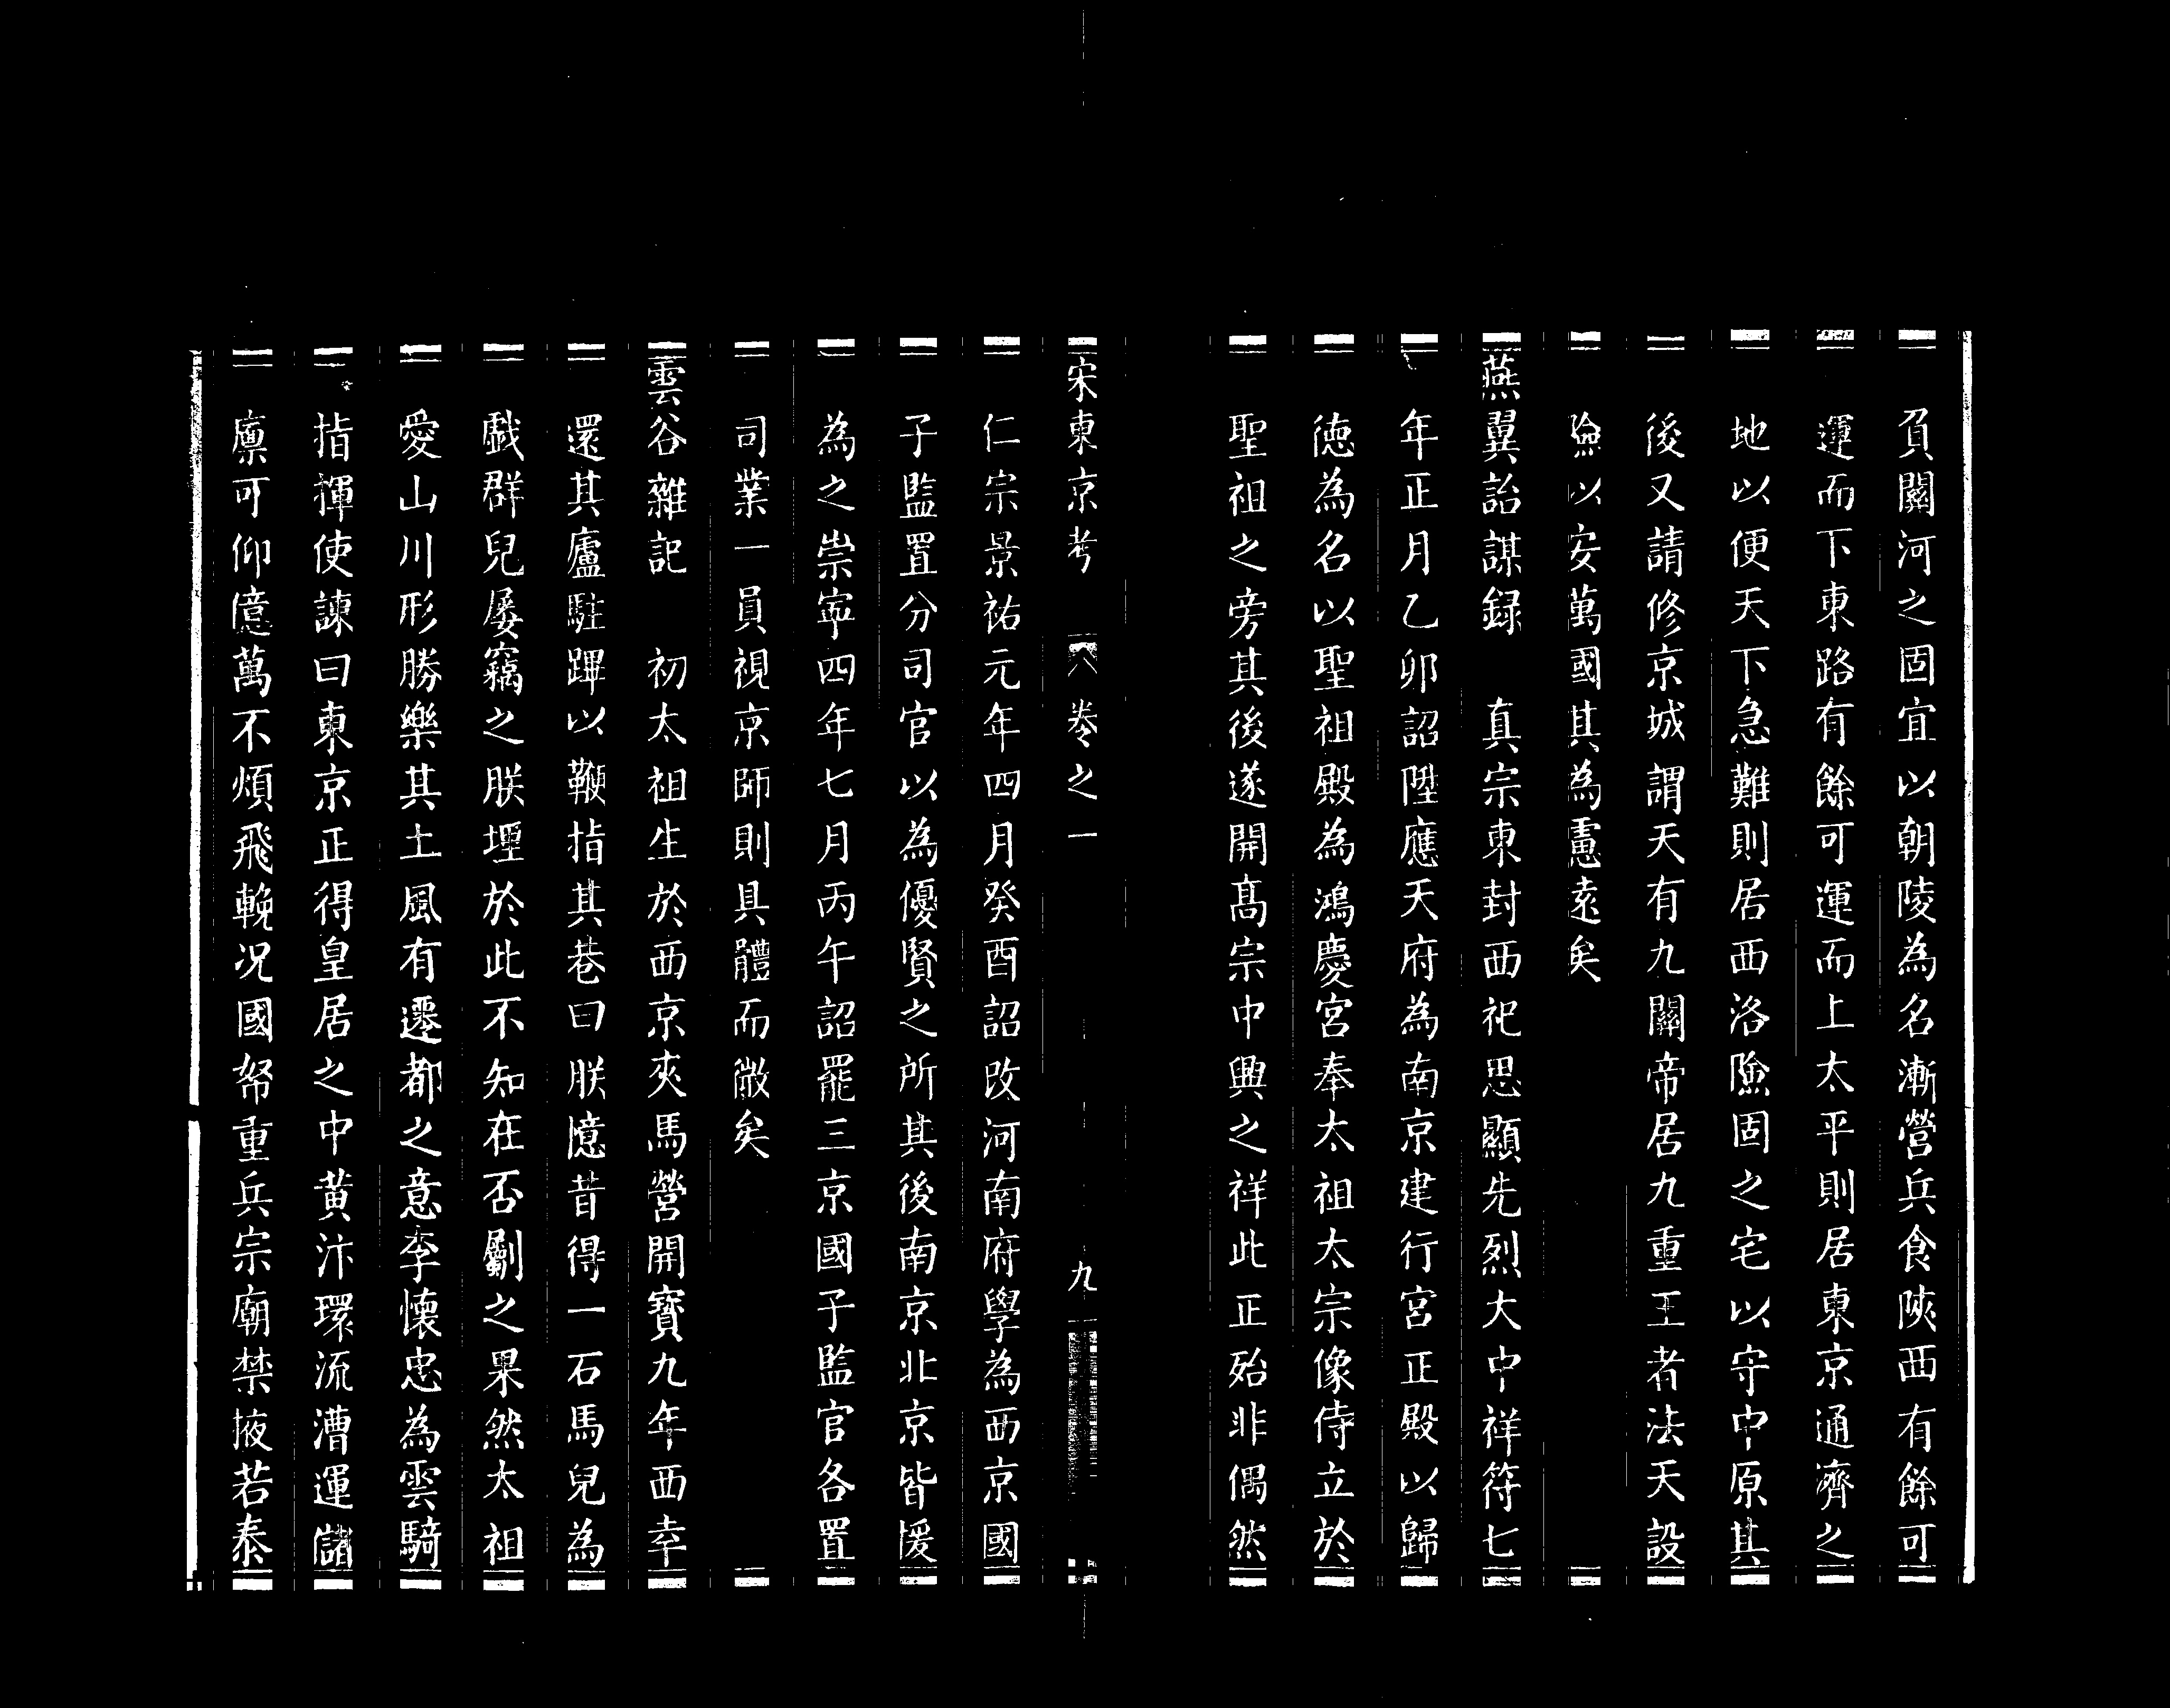 負關河之固宜以朝陵為名漸營兵食陝西有餘可
運而下東路有餘可運而上太平則居東京通濟之
地以便天下急難則居西洛險固之宅以守中原其
後又請修京城謂天有九關帝居九重王者法天設
險以安萬國其為慮遠矣
燕翼詒謀録　真宗東封西祀思顯先烈大中祥符七
年正月乙卯詔陞應天府為南京建行宮正殿以歸
徳為名以聖祖殿為鴻慶宮奉太祖太宗像侍立於
聖祖之旁其後遂開髙宗中興之祥此正殆非偶然
宋東京考　卷之一　九
仁宗景祐元年四月癸酉詔改河南府學為西京國
子監置分司官以為優賢之所其後南京北京皆援
為之崇寧四年七月丙午詔罷三京國子監官各置
司業一員視京師則具體而微矣
雲谷雜記　初太祖生於西京夾馬營開寶九年西幸
還其廬駐蹕以鞭指其巷曰朕憶昔得一石馬兒為
戯群兒屡竊之朕堙於此不知在否劚之果然太祖
愛山川形勝樂其土風有遷都之意李懐忠為雲騎
指揮使諫曰東京正得皇居之中黄汴環流漕運儲
廪可仰億萬不煩飛輓况國帑重兵宗廟禁掖若泰